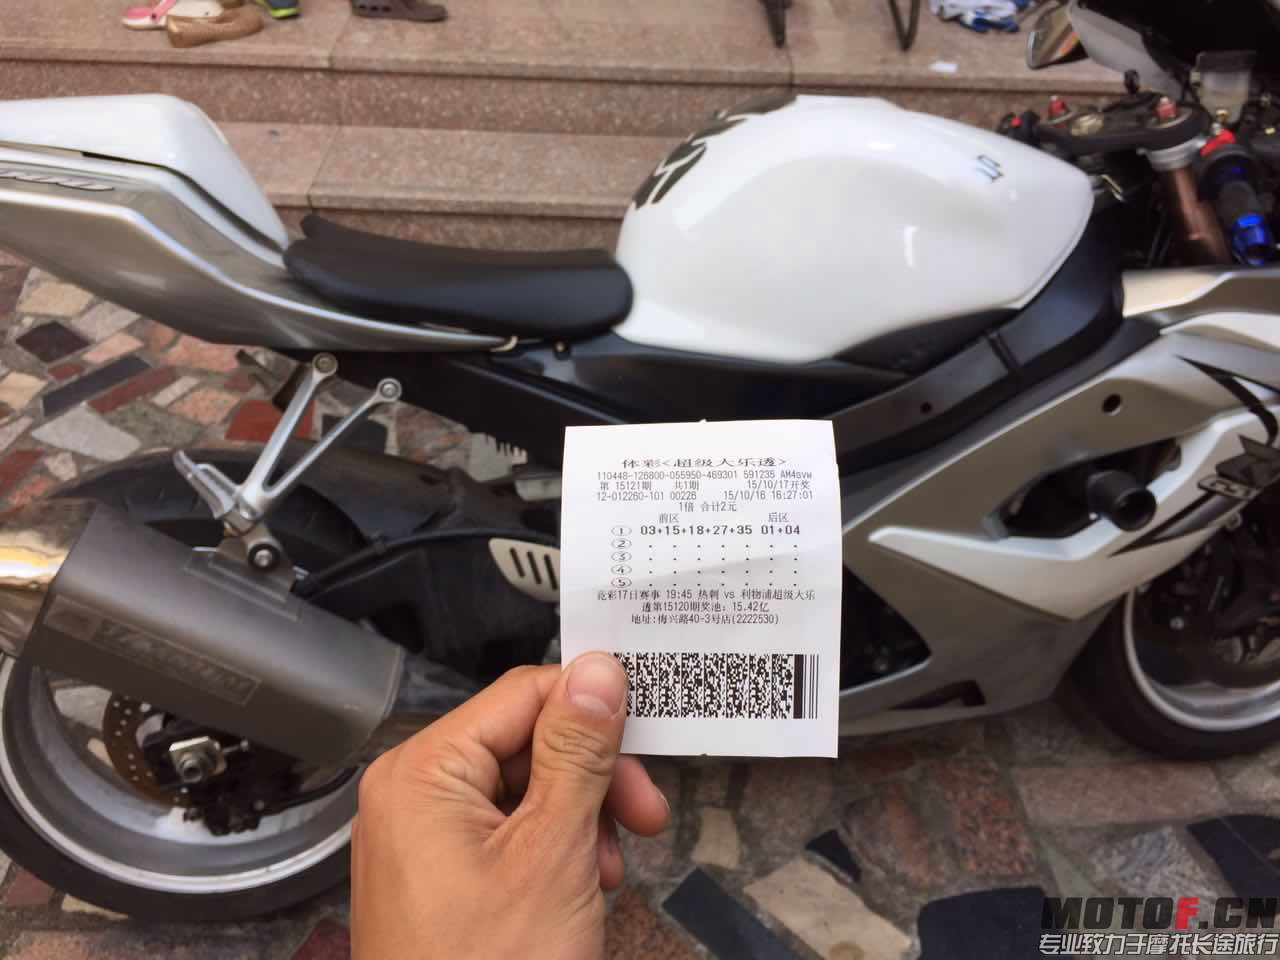 体彩<超级大乐透>
110448-126800-055950-469301 591235 AM4svw
第 15121期 共1期 15/10/17开奖
12-012260-101 00226 15/10/16 16:27:01
1倍 合计2元
前区 后区
① 03+15+18+27+35 01+04
② · · · · · · ·
③ · · · · · · ·
④ · · · · · · ·
⑤ · · · · · · ·
竞彩17日赛事 19:45 热刺 vs 利物浦超级大乐
透第15120期奖池: 15.42亿
地址:梅兴路40-3号店(2222530)
MOTOF.CN
专业致力于摩托长途旅行